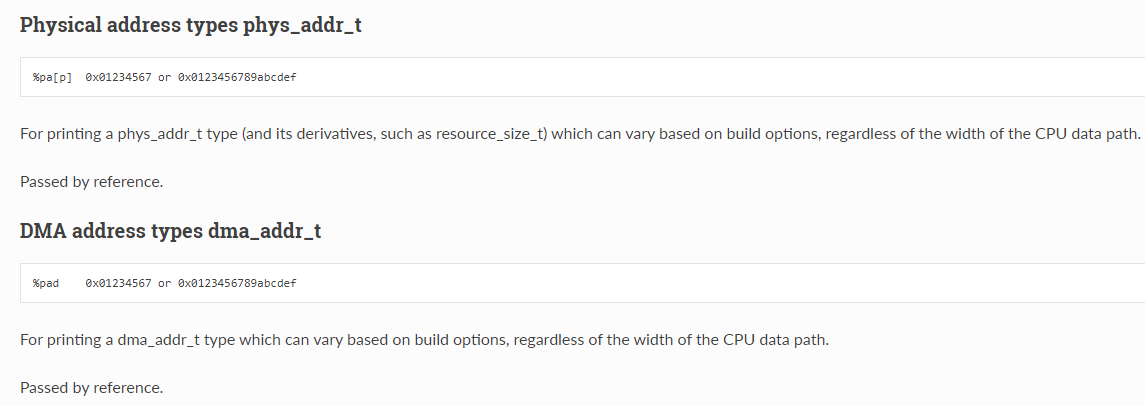 Physical address types phys_addr_t
%pa[p]  0x01234567 or 0x0123456789abcdef
For printing a phys_addr_t type (and its derivatives, such as resource_size_t) which can vary based on build options, regardless of the width of the CPU data path.
Passed by reference.
DMA address types dma_addr_t
%pad    0x01234567 or 0x0123456789abcdef
For printing a dma_addr_t type which can vary based on build options, regardless of the width of the CPU data path.
Passed by reference.